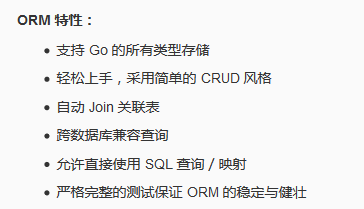 ORM 特性：
• 支持 Go 的所有类型存储
• 轻松上手，采用简单的 CRUD 风格
• 自动 Join 关联表
• 跨数据库兼容查询
• 允许直接使用 SQL 查询／映射
• 严格完整的测试保证 ORM 的稳定与健壮